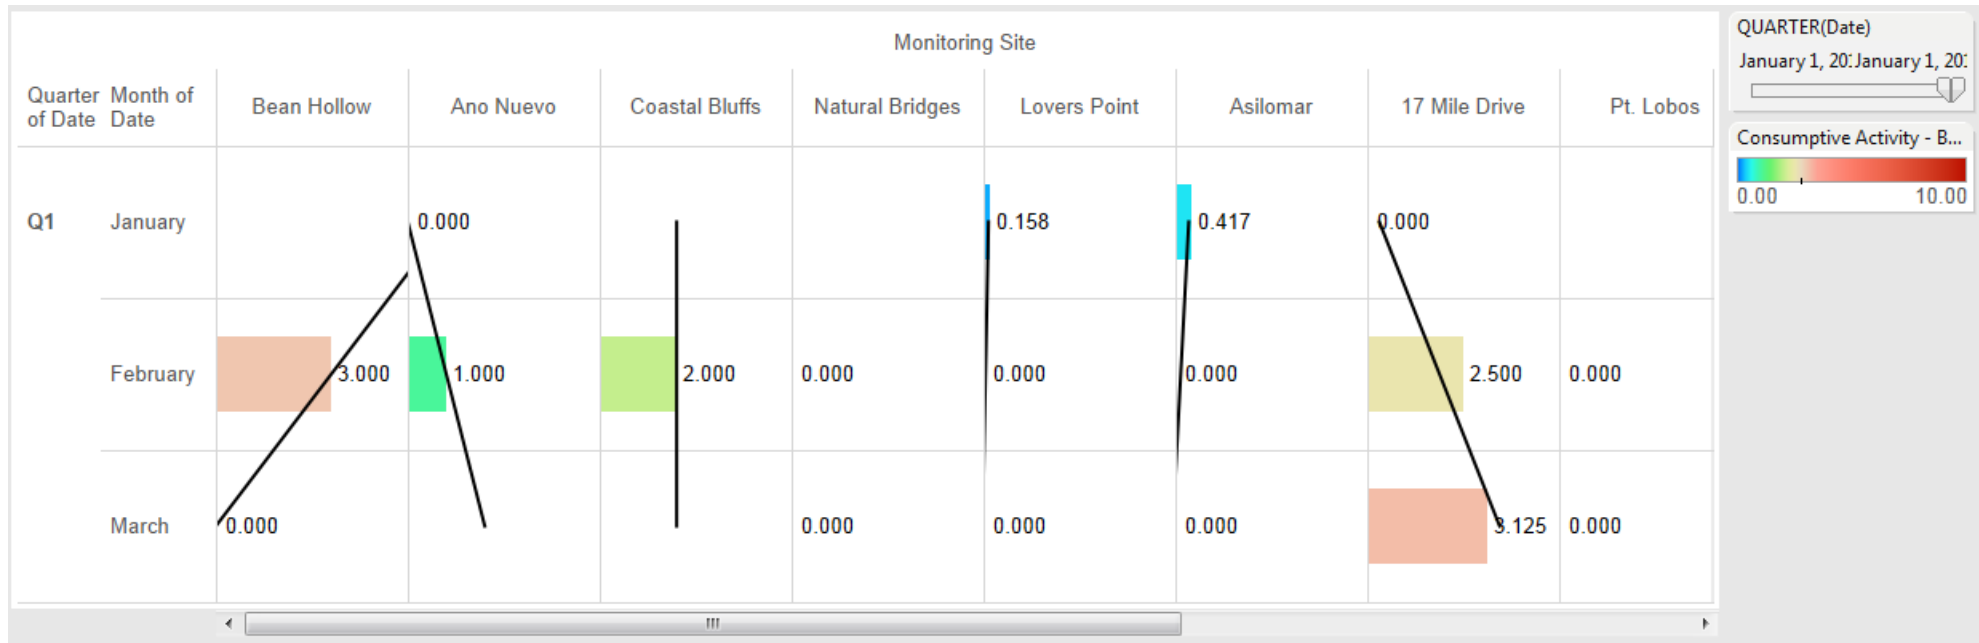 Monitoring Site
Quarter of Date Month of Date Bean Hollow Ano Nuevo Coastal Bluffs Natural Bridges Lovers Point Asilomar 17 Mile Drive Pt. Lobos
Q1 January 0.000 0.158 0.417 0.000
February 3.000 1.000 2.000 0.000 0.000 0.000 2.500 0.000
March 0.000 0.000 0.000 0.000 3.125 0.000
QUARTER(Date)
January 1, 20: January 1, 20:
Consumptive Activity - B...
0.00 10.00